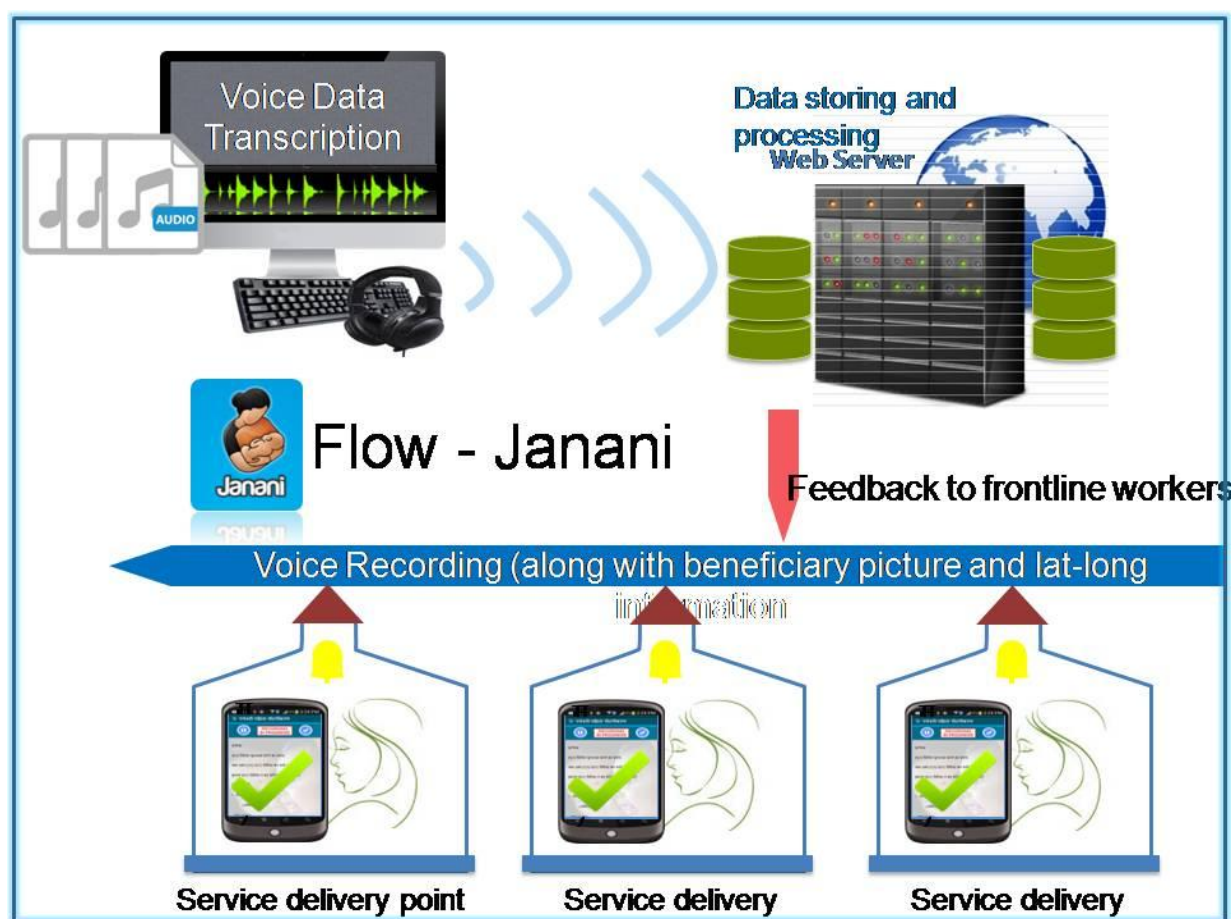 Voice Data
Transcription
AUDIO
Data storing and
processing
Web Server
Janani
Flow - Janani
Feedback to frontline workers
Voice Recording (along with beneficiary picture and lat-long
information
Service delivery point
Service delivery
Service delivery